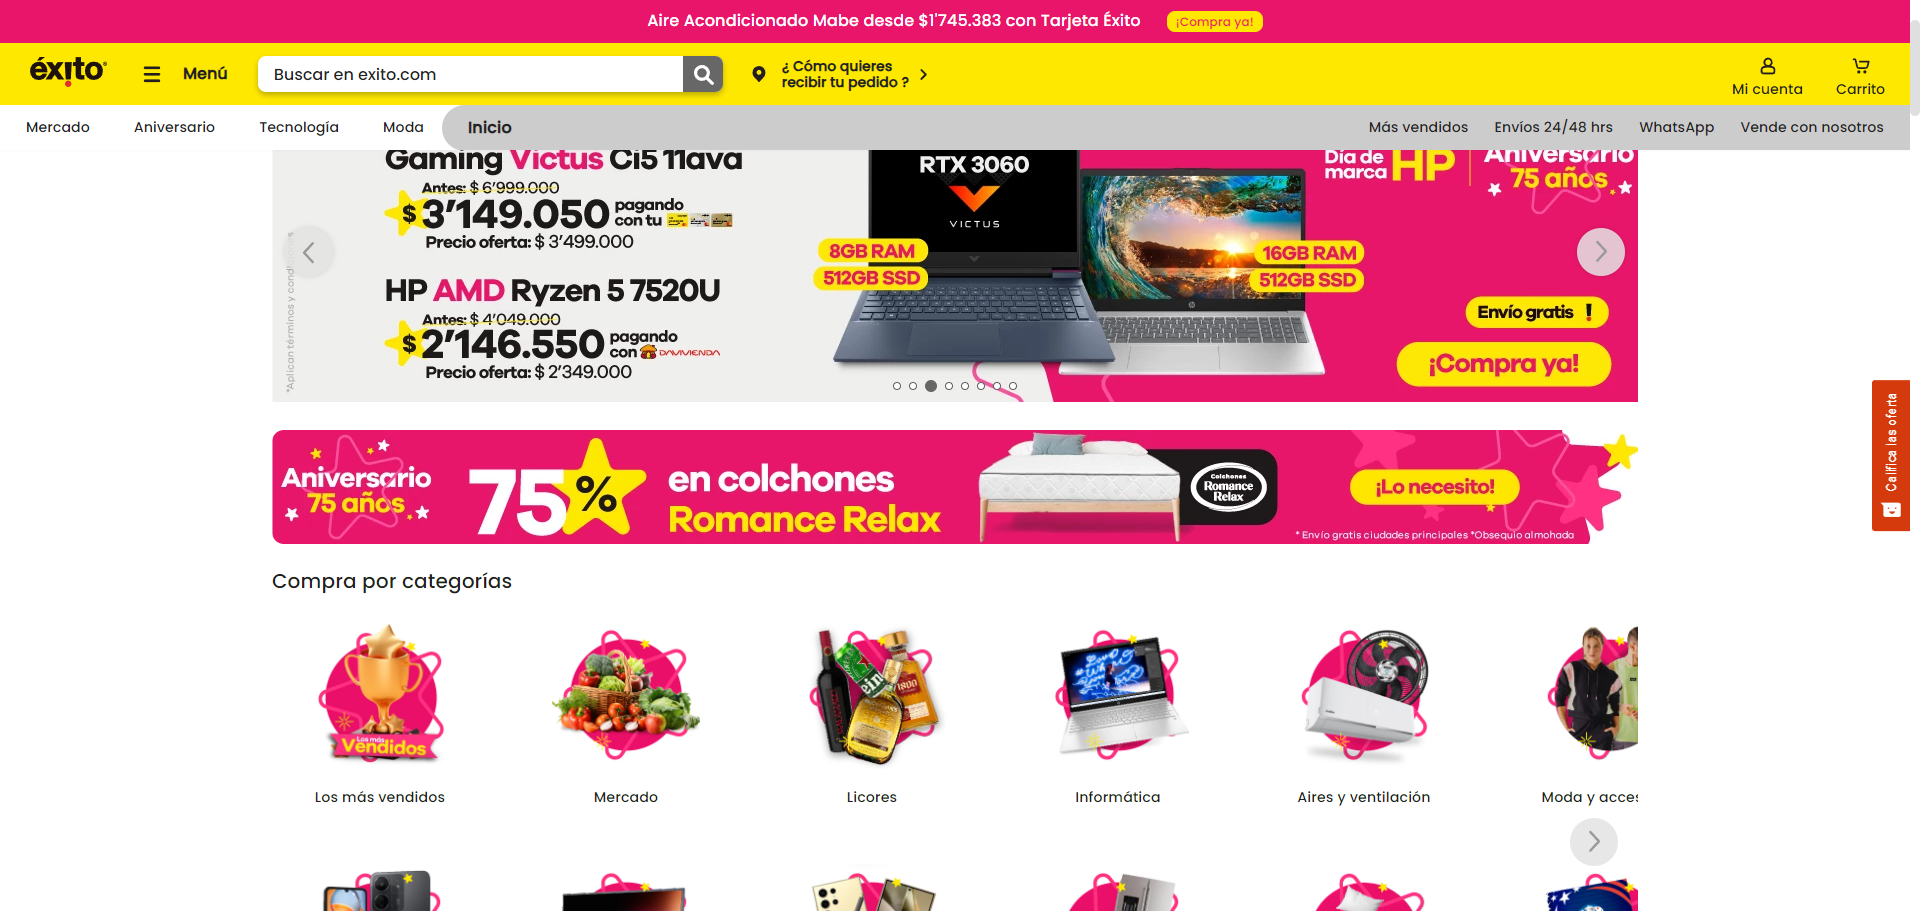 Aire Acondicionado Mabe desde $1'745.383 con Tarjeta Éxito ¡Compra ya!
éxito
Menú
Buscar en exito.com
¿ Cómo quieres
recibir tu pedido ?
Mi cuenta
Carrito
Mercado
Aniversario
Tecnología
Moda
Inicio
Más vendidos
Envíos 24/48 hrs
WhatsApp
Vende con nosotros
Gaming Victus Ci5 11ava
Antes: $ 6'999.000
$ 3'149.050 pagando
con tu
Precio oferta: $ 3'499.000
HP AMD Ryzen 5 7520U
Antes: $ 4'049.000
$ 2'146.550 pagando
con DAVIVIENDA
Precio oferta: $ 2'349.000
*Aplican términos y cond
RTX 3060
VICTUS
8GB RAM
512GB SSD
16GB RAM
512GB SSD
Día de
marca HP
Aniversario
75 años
Envío gratis !
¡Compra ya!
Califica las oferta
Aniversario
75 años
75%
en colchones
Romance Relax
Colchones
Romance
Relax
¡Lo necesito!
* Envío gratis ciudades principales *Obsequio almohada
Compra por categorías
Los más
Vendidos
1800
Los más vendidos
Mercado
Licores
Informática
Aires y ventilación
Moda y acces